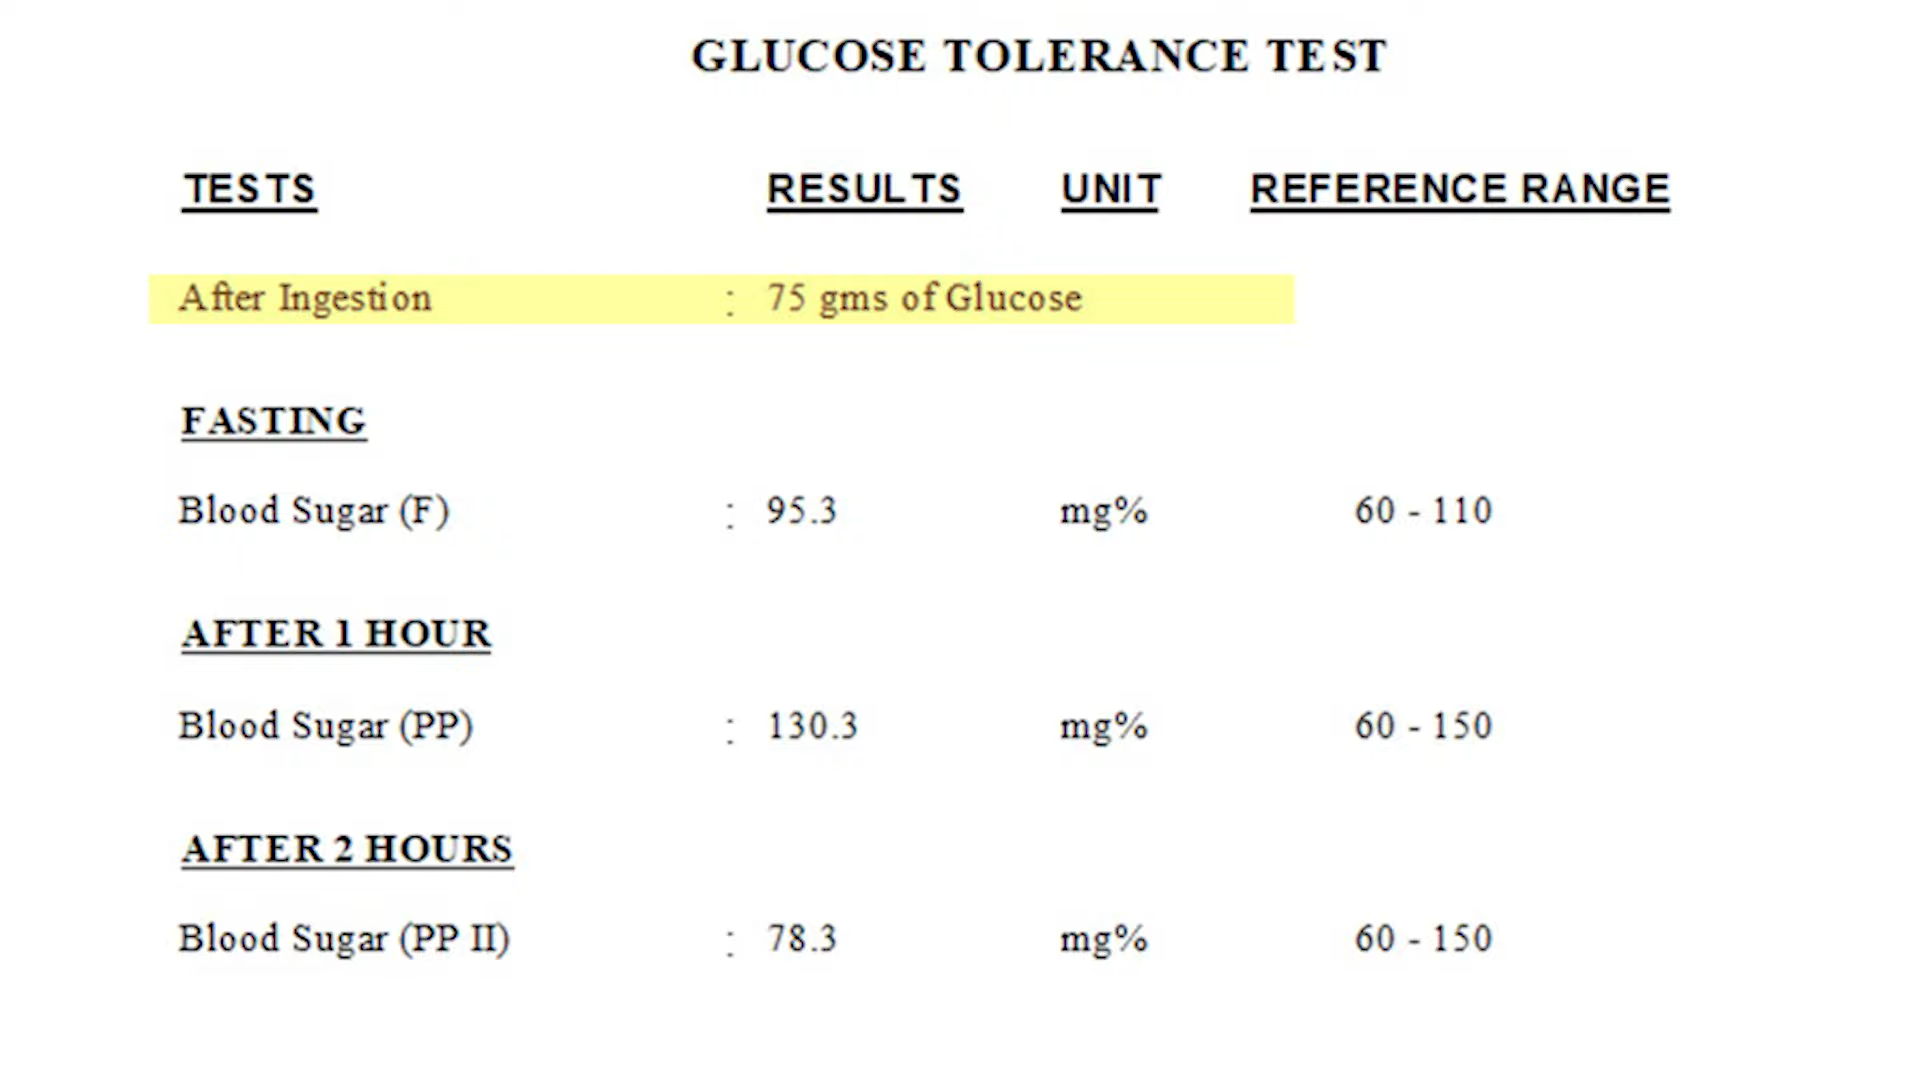 GLUCOSE TOLERANCE TEST
TESTS RESULTS UNIT REFERENCE RANGE
After Ingestion : 75 gms of Glucose
FASTING
Blood Sugar (F) : 95.3 mg% 60 - 110
AFTER 1 HOUR
Blood Sugar (PP) : 130.3 mg% 60 - 150
AFTER 2 HOURS
Blood Sugar (PP II) : 78.3 mg% 60 - 150